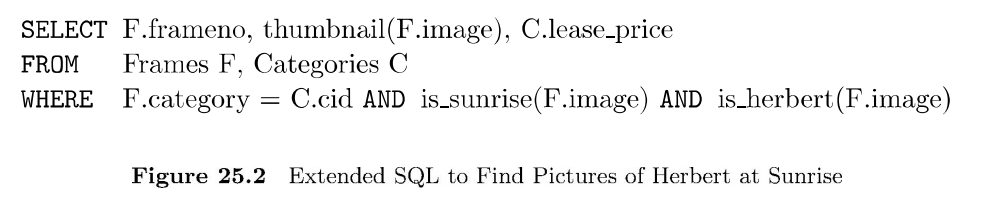 SELECT F.frameno, thumbnail(F.image), C.lease_price
FROM Frames F, Categories C
WHERE F.category = C.cid AND is_sunrise(F.image) AND is_herbert(F.image)
Figure 25.2 Extended SQL to Find Pictures of Herbert at Sunrise